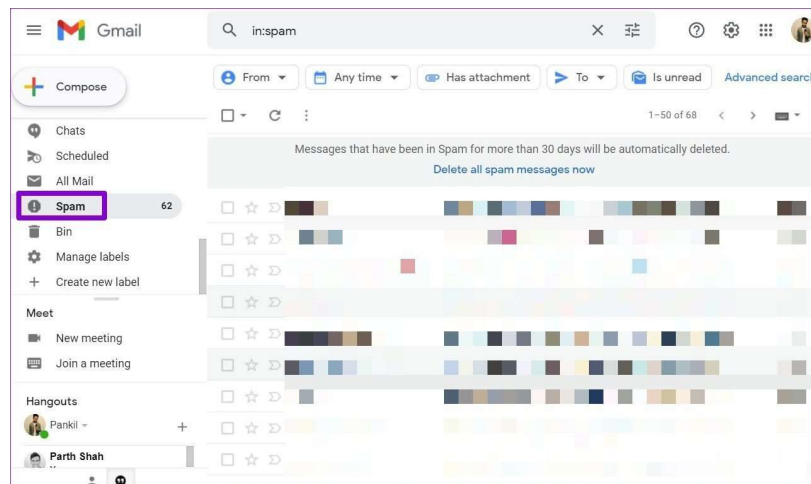 Gmail
in:spam
Compose
From
Any time
Has attachment
To
Is unread
Advanced search
1–50 of 68
Messages that have been in Spam for more than 30 days will be automatically deleted.
Delete all spam messages now
Chats
Scheduled
All Mail
Spam 62
Bin
Manage labels
Create new label
Meet
New meeting
Join a meeting
Hangouts
Pankil
Parth Shah